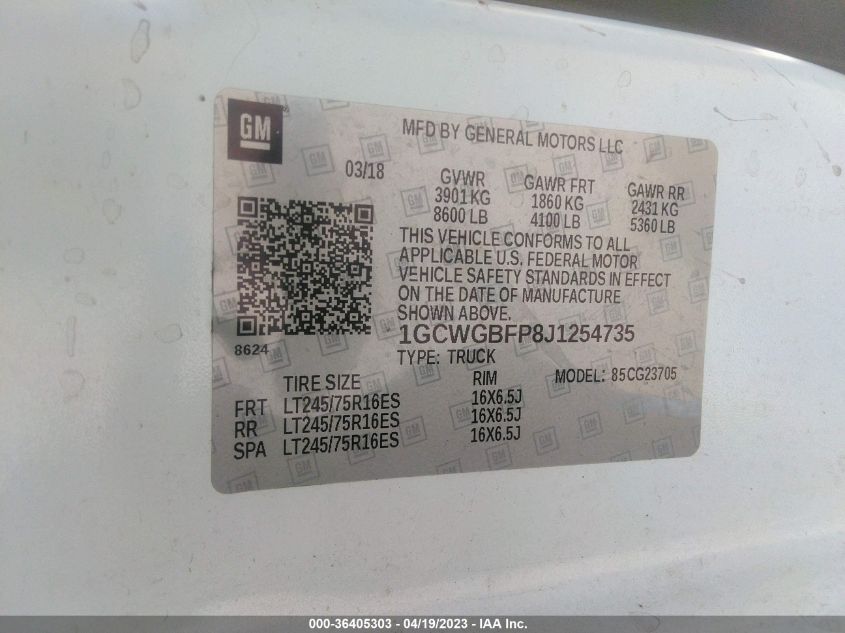 GM
MFD BY GENERAL MOTORS LLC
03/18
GVWR GAWR FRT GAWR RR
3901 KG 1860 KG 2431 KG
8600 LB 4100 LB 5360 LB
THIS VEHICLE CONFORMS TO ALL
APPLICABLE U.S. FEDERAL MOTOR
VEHICLE SAFETY STANDARDS IN EFFECT
ON THE DATE OF MANUFACTURE
SHOWN ABOVE.
8624
1GCWGBFP8J1254735
TYPE: TRUCK MODEL: 85CG23705
TIRE SIZE RIM
FRT LT245/75R16ES 16X6.5J
RR LT245/75R16ES 16X6.5J
SPA LT245/75R16ES 16X6.5J
000-36405303 - 04/19/2023 - IAA Inc.